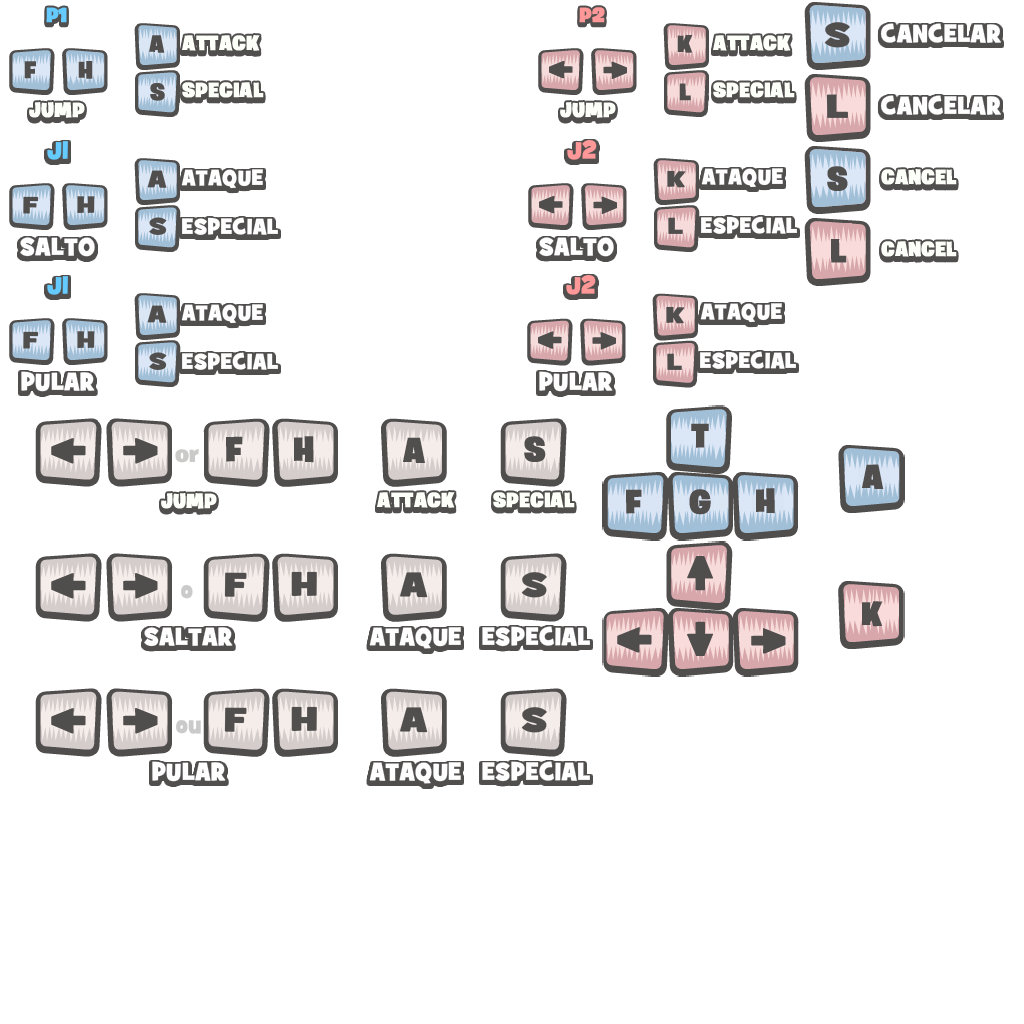 P1
F H
JUMP
A ATTACK
S SPECIAL
P2
← →
JUMP
K ATTACK
L SPECIAL
S CANCELAR
L CANCELAR
S CANCEL
L CANCEL
J1
F H
SALTO
A ATAQUE
S ESPECIAL
J2
← →
SALTO
K ATAQUE
L ESPECIAL
J1
F H
PULAR
A ATAQUE
S ESPECIAL
J2
← →
PULAR
K ATAQUE
L ESPECIAL
← → or F H
JUMP
A
ATTACK
S
SPECIAL
← → o F H
SALTAR
A
ATAQUE
S
ESPECIAL
← → ou F H
PULAR
A
ATAQUE
S
ESPECIAL
T
F G H
A
↑
← ↓ →
K